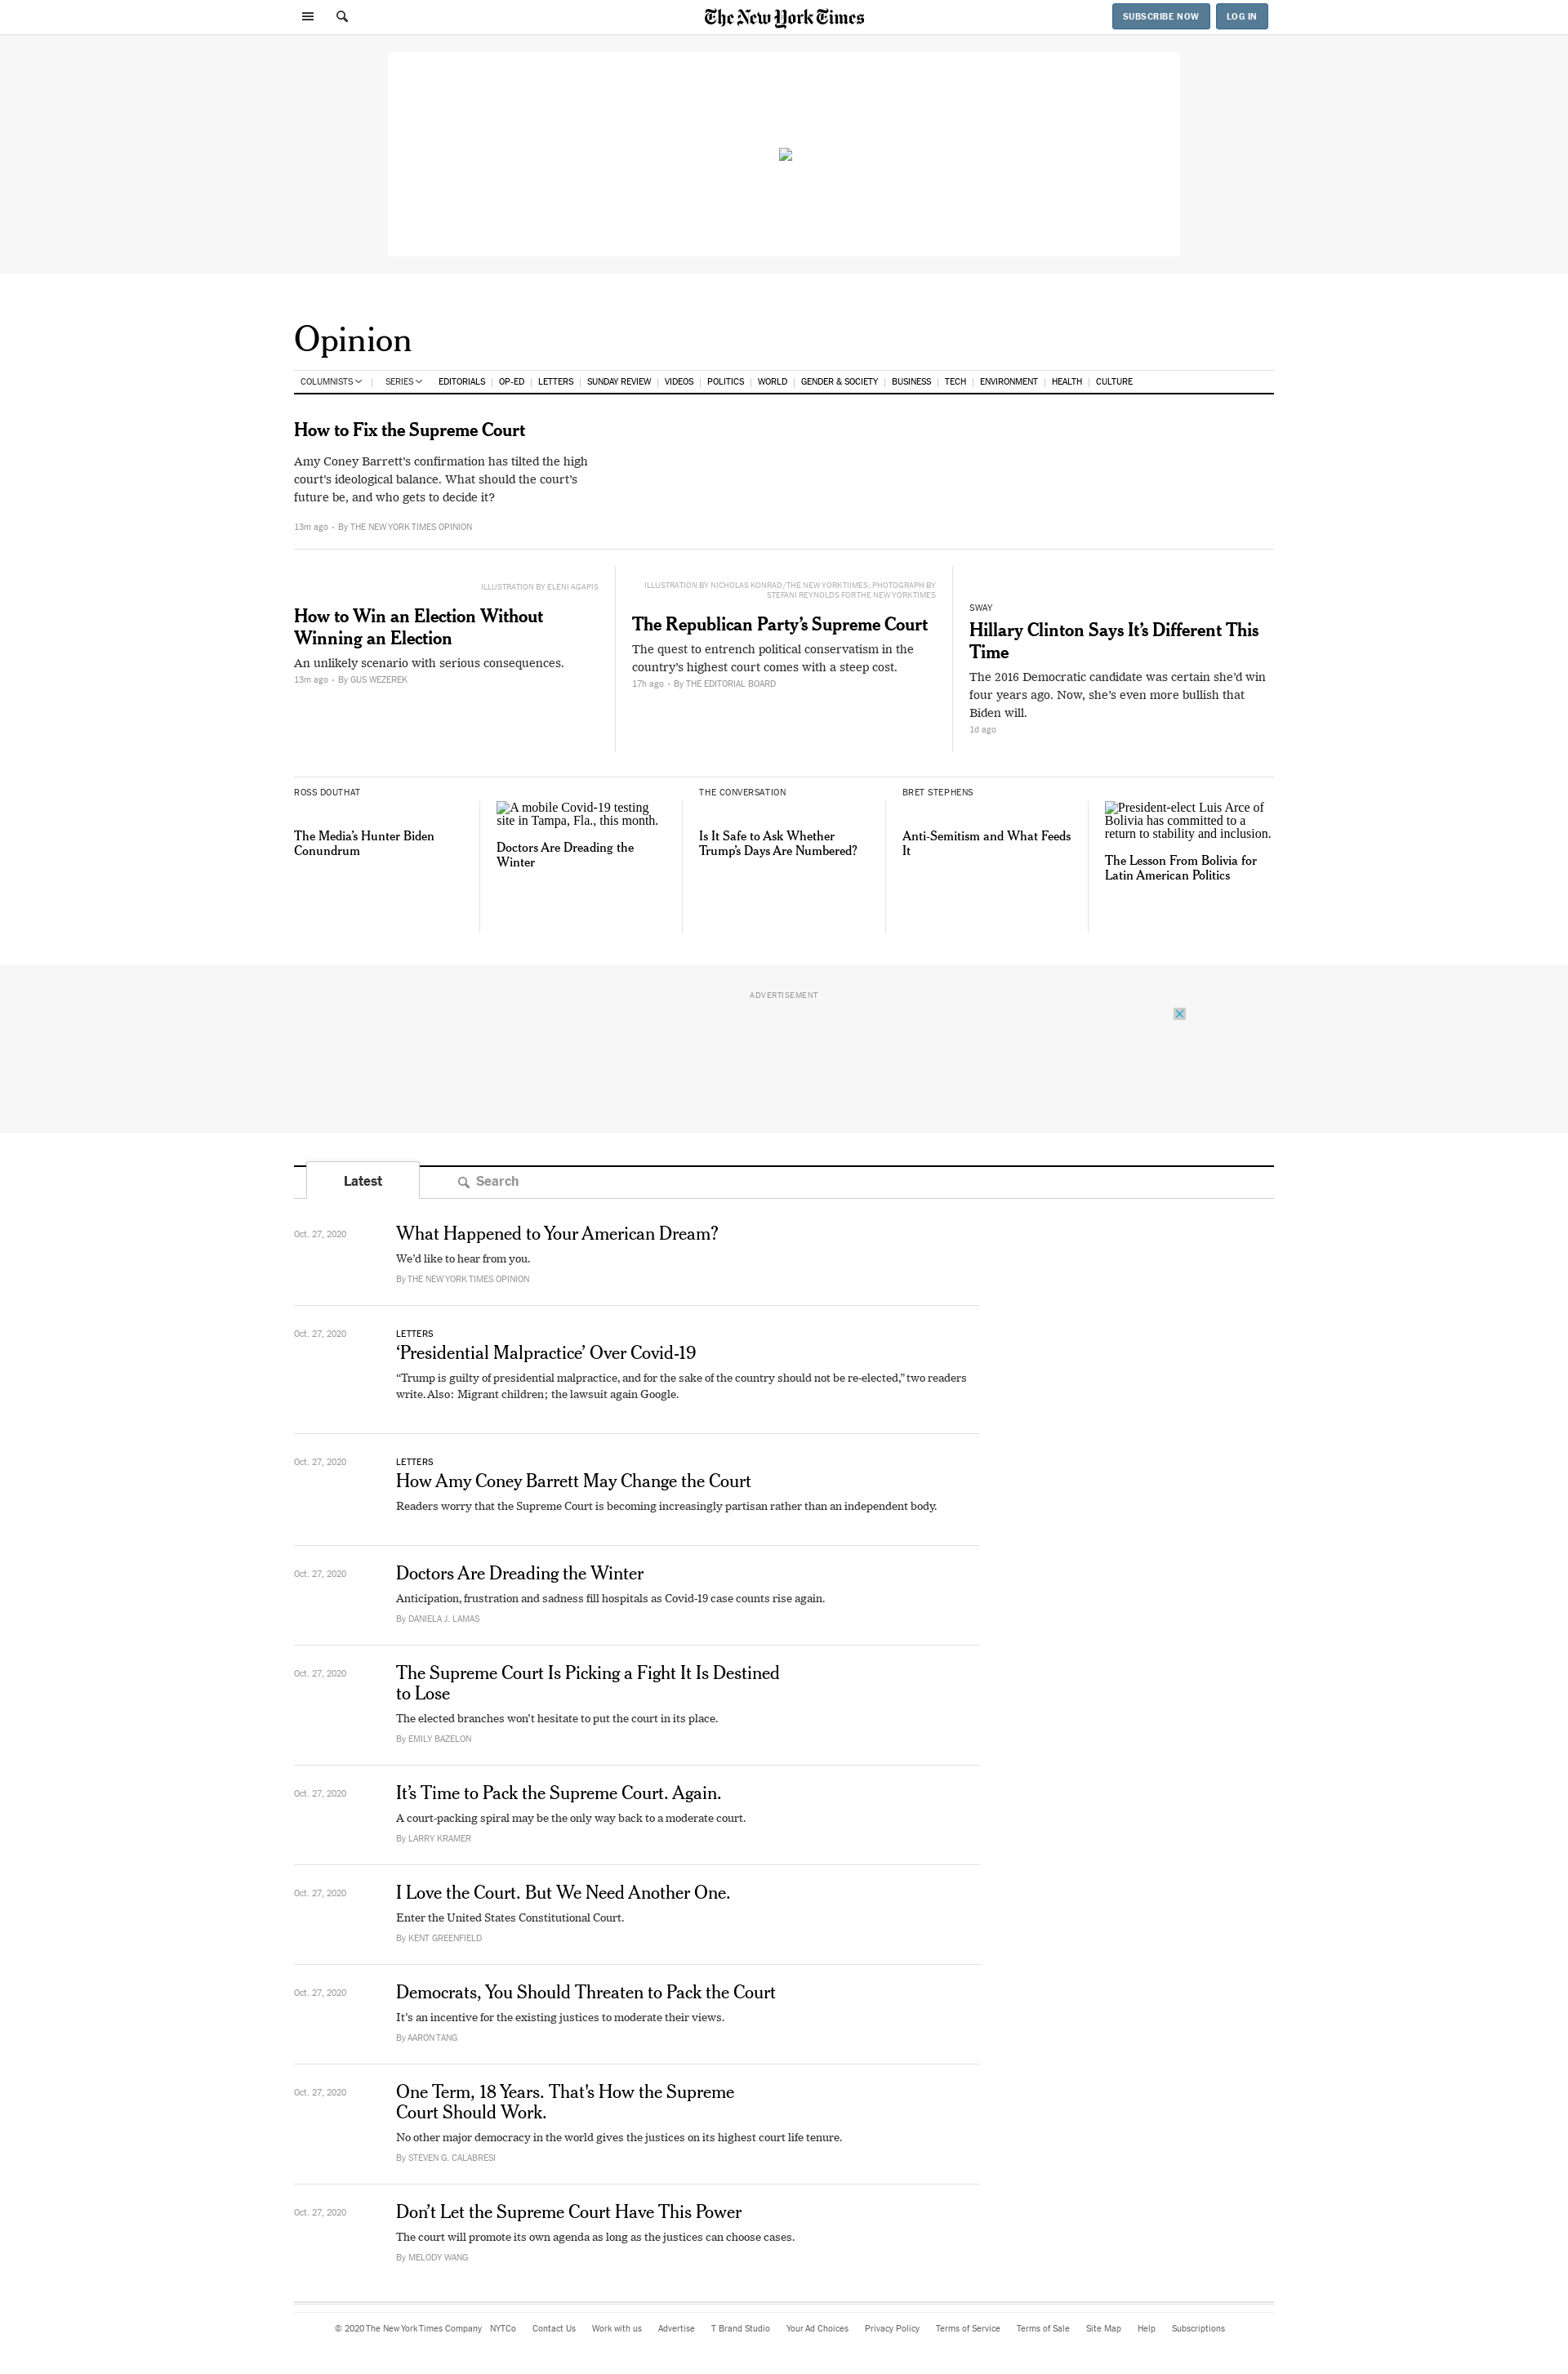 The New York Times
SUBSCRIBE NOW
LOG IN
Opinion
COLUMNISTS | SERIES EDITORIALS | OP-ED | LETTERS | SUNDAY REVIEW | VIDEOS | POLITICS | WORLD | GENDER & SOCIETY | BUSINESS | TECH | ENVIRONMENT | HEALTH | CULTURE
How to Fix the Supreme Court
Amy Coney Barrett's confirmation has tilted the high
court's ideological balance. What should the court's
future be, and who gets to decide it?
13m ago • By THE NEW YORK TIMES OPINION
ILLUSTRATION BY ELENI AGAPIS
How to Win an Election Without
Winning an Election
An unlikely scenario with serious consequences.
13m ago • By GUS WEZEREK
ILLUSTRATION BY NICHOLAS KONRAD/THE NEW YORK TIIMES; PHOTOGRAPH BY
STEFANI REYNOLDS FOR THE NEW YORK TIMES
The Republican Party’s Supreme Court
The quest to entrench political conservatism in the
country’s highest court comes with a steep cost.
17h ago • By THE EDITORIAL BOARD
SWAY
Hillary Clinton Says It’s Different This
Time
The 2016 Democratic candidate was certain she’d win
four years ago. Now, she’s even more bullish that
Biden will.
1d ago
ROSS DOUTHAT
The Media’s Hunter Biden
Conundrum
A mobile Covid-19 testing
site in Tampa, Fla., this month.
Doctors Are Dreading the
Winter
THE CONVERSATION
Is It Safe to Ask Whether
Trump’s Days Are Numbered?
BRET STEPHENS
Anti-Semitism and What Feeds
It
President-elect Luis Arce of
Bolivia has committed to a
return to stability and inclusion.
The Lesson From Bolivia for
Latin American Politics
ADVERTISEMENT
Latest
Search
Oct. 27, 2020
What Happened to Your American Dream?
We’d like to hear from you.
By THE NEW YORK TIMES OPINION
Oct. 27, 2020
LETTERS
‘Presidential Malpractice’ Over Covid-19
“Trump is guilty of presidential malpractice, and for the sake of the country should not be re-elected,” two readers
write. Also: Migrant children; the lawsuit again Google.
Oct. 27, 2020
LETTERS
How Amy Coney Barrett May Change the Court
Readers worry that the Supreme Court is becoming increasingly partisan rather than an independent body.
Oct. 27, 2020
Doctors Are Dreading the Winter
Anticipation, frustration and sadness fill hospitals as Covid-19 case counts rise again.
By DANIELA J. LAMAS
Oct. 27, 2020
The Supreme Court Is Picking a Fight It Is Destined
to Lose
The elected branches won’t hesitate to put the court in its place.
By EMILY BAZELON
Oct. 27, 2020
It’s Time to Pack the Supreme Court. Again.
A court-packing spiral may be the only way back to a moderate court.
By LARRY KRAMER
Oct. 27, 2020
I Love the Court. But We Need Another One.
Enter the United States Constitutional Court.
By KENT GREENFIELD
Oct. 27, 2020
Democrats, You Should Threaten to Pack the Court
It’s an incentive for the existing justices to moderate their views.
By AARON TANG
Oct. 27, 2020
One Term, 18 Years. That's How the Supreme
Court Should Work.
No other major democracy in the world gives the justices on its highest court life tenure.
By STEVEN G. CALABRESI
Oct. 27, 2020
Don’t Let the Supreme Court Have This Power
The court will promote its own agenda as long as the justices can choose cases.
By MELODY WANG
© 2020 The New York Times Company NYTCo Contact Us Work with us Advertise T Brand Studio Your Ad Choices Privacy Policy Terms of Service Terms of Sale Site Map Help Subscriptions